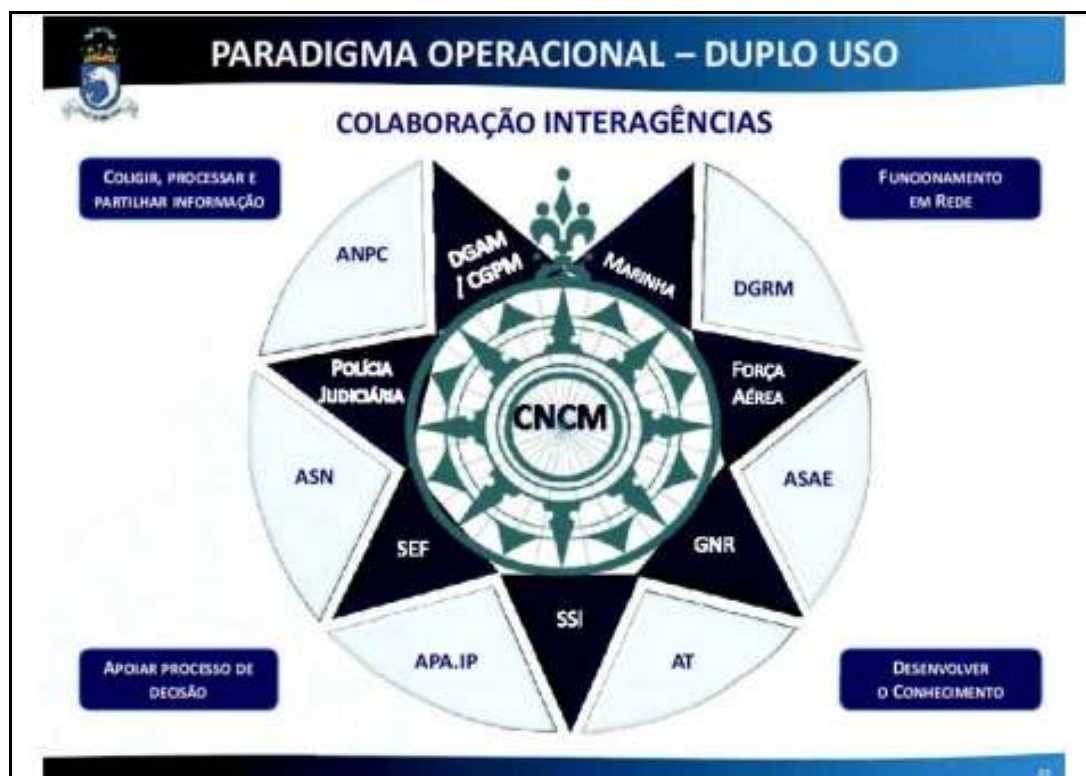 PARADIGMA OPERACIONAL – DUPLO USO
COLABORAÇÃO INTERAGÊNCIAS
COLIGIR, PROCESSAR E
PARTILHAR INFORMAÇÃO
FUNCIONAMENTO
EM REDE
ANPC
DGAM
/ CGPM
MARINHA
DGRM
POLÍCIA
JUDICIÁRIA
FORÇA
AÉREA
CNCM
ASN
ASAE
SEF
GNR
SSI
APA.IP
AT
APOIAR PROCESSO DE
DECISÃO
DESENVOLVER
O CONHECIMENTO